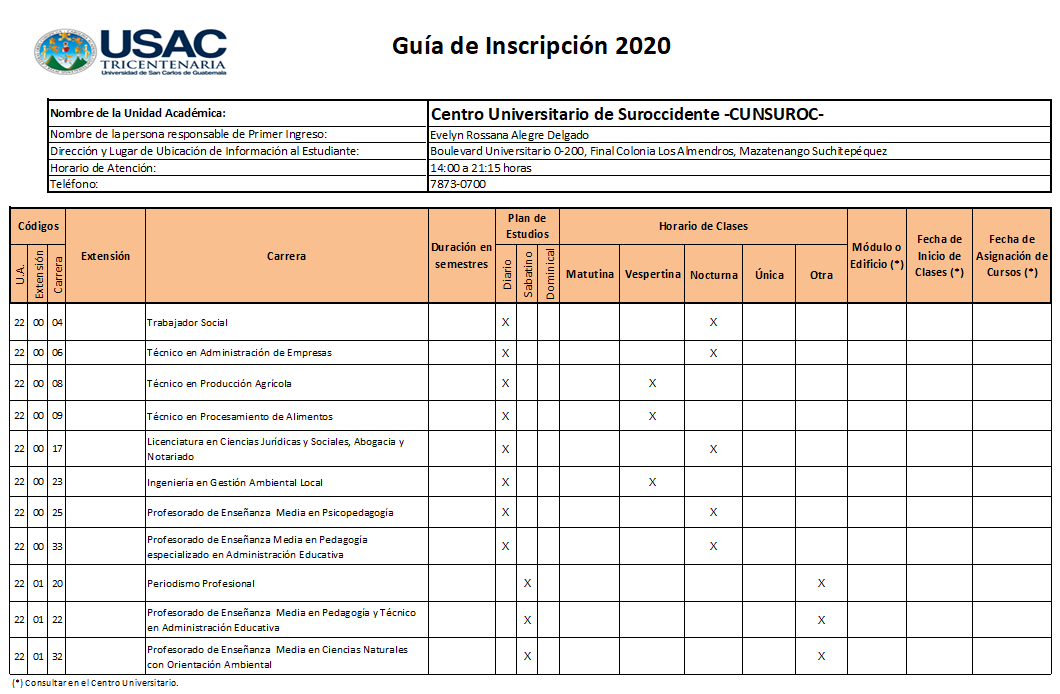 USAC
TRICENTENARIA
Universidad de San Carlos de Guatemala
Guía de Inscripción 2020
Nombre de la Unidad Académica: Centro Universitario de Suroccidente -CUNSUROC-
Nombre de la persona responsable de Primer Ingreso: Evelyn Rossana Alegre Delgado
Dirección y Lugar de Ubicación de Información al Estudiante: Boulevard Universitario 0-200, Final Colonia Los Almendros, Mazatenango Suchitepéquez
Horario de Atención: 14:00 a 21:15 horas
Teléfono: 7873-0700
Códigos
U.A.
Extensión
Carrera
Extensión
Carrera
Duración en
semestres
Plan de
Estudios
Diario
Sabatino
Dominical
Horario de Clases
Matutina
Vespertina
Nocturna
Única
Otra
Módulo o
Edificio (*)
Fecha de
Inicio de
Clases (*)
Fecha de
Asignación de
Cursos (*)
22 00 04 Trabajador Social X X
22 00 06 Técnico en Administración de Empresas X X
22 00 08 Técnico en Producción Agrícola X X
22 00 09 Técnico en Procesamiento de Alimentos X X
22 00 17 Licenciatura en Ciencias Jurídicas y Sociales, Abogacia y
Notariado X X
22 00 23 Ingeniería en Gestión Ambiental Local X X
22 00 25 Profesorado de Enseñanza Media en Psicopedagogía X X
22 00 33 Profesorado de Enseñanza Media en Pedagogía
especializado en Administración Educativa X X
22 01 20 Periodismo Profesional X X
22 01 22 Profesorado de Enseñanza Media en Pedagogía y Técnico
en Administración Educativa X X
22 01 32 Profesorado de Enseñanza Media en Ciencias Naturales
con Orientación Ambiental X X
(*) Consultar en el Centro Universitario.